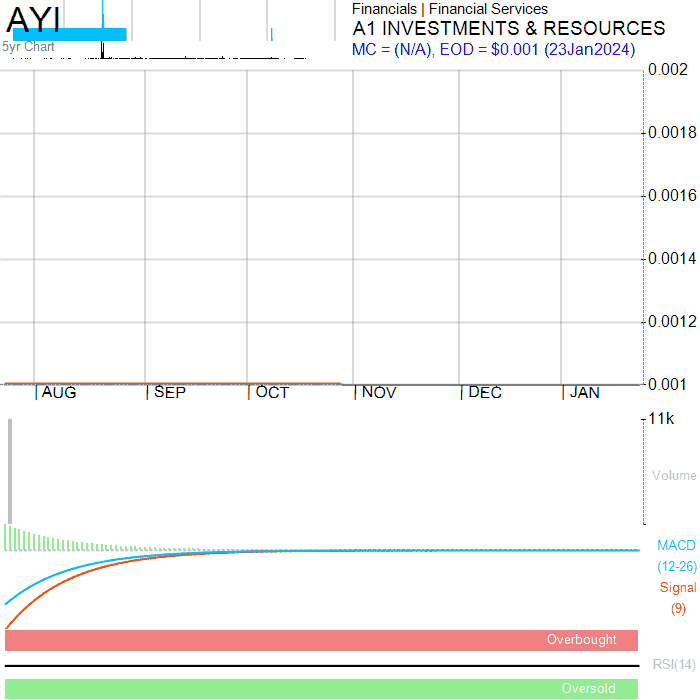 AYI
5yr Chart
Financials | Financial Services
A1 INVESTMENTS & RESOURCES
MC = (N/A), EOD = $0.001 (23Jan2024)
0.002
0.0018
0.0016
0.0014
0.0012
0.001
AUG SEP OCT NOV DEC JAN
11k
Volume
MACD
(12-26)
Signal
(9)
Overbought
RSI(14)
Oversold